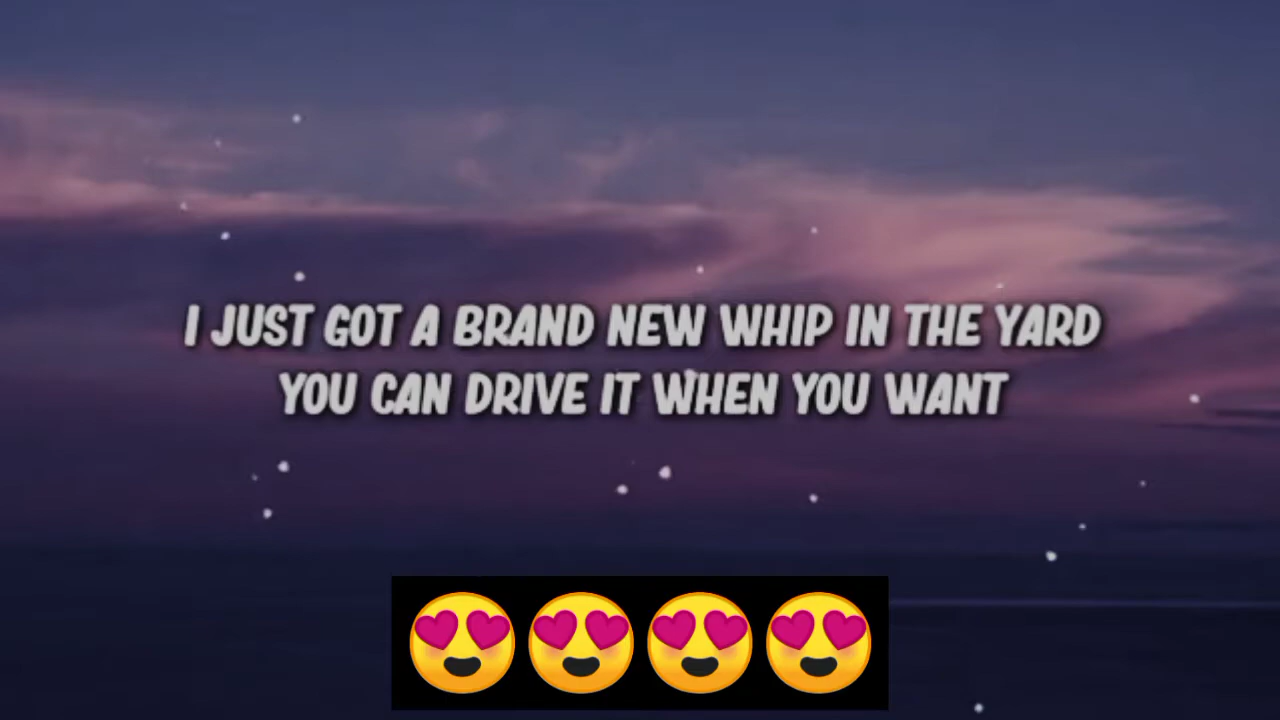 I JUST GOT A BRAND NEW WHIP IN THE YARD
YOU CAN DRIVE IT WHEN YOU WANT
😍😍😍😍